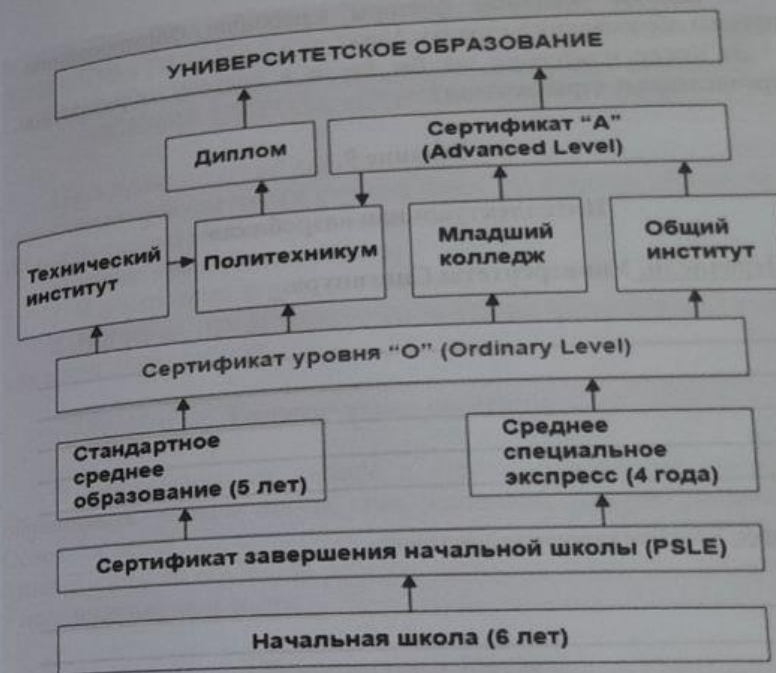 УНИВЕРСИТЕТСКОЕ ОБРАЗОВАНИЕ
Диплом
Сертификат “А”
(Advanced Level)
Технический
институт
Политехникум
Младший
колледж
Общий
институт
Сертификат уровня “О” (Ordinary Level)
Стандартное
среднее
образование (5 лет)
Среднее
специальное
экспресс (4 года)
Сертификат завершения начальной школы (PSLE)
Начальная школа (6 лет)